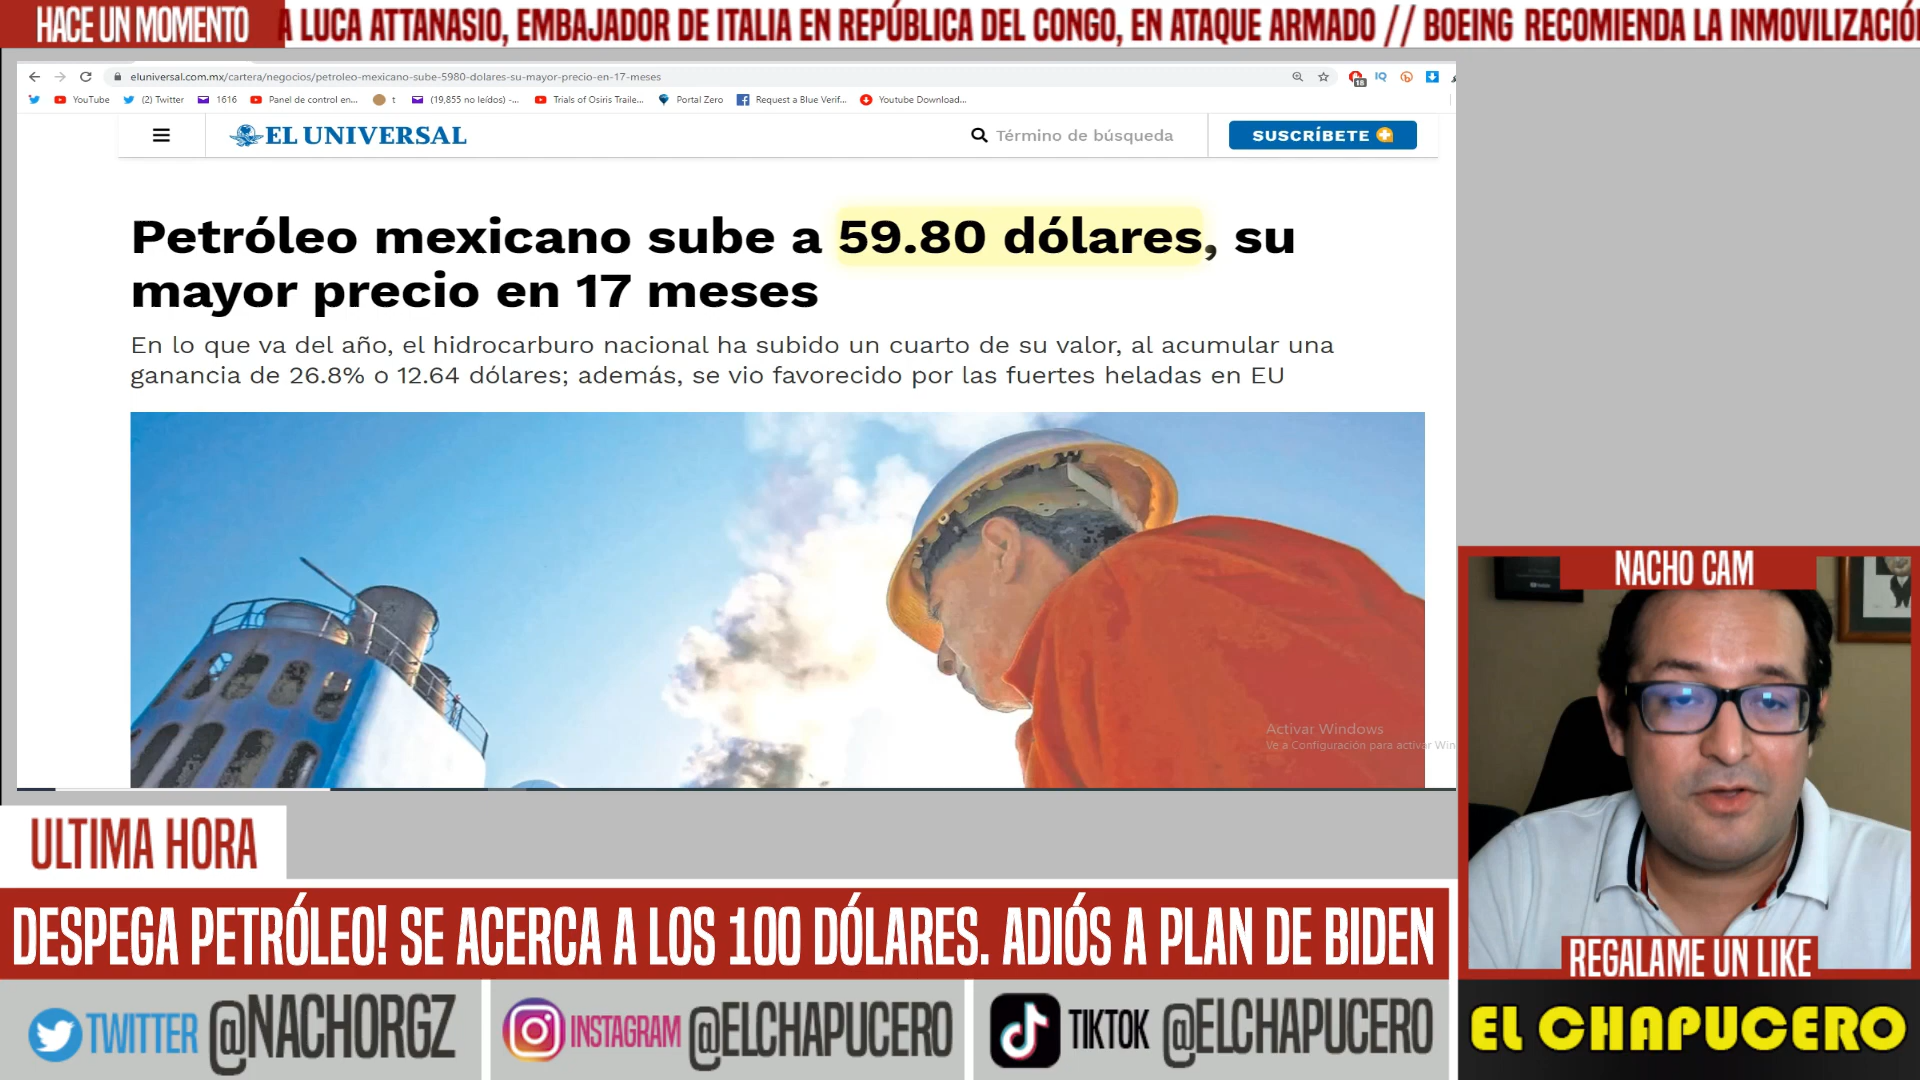 HACE UN MOMENTO
A LUCA ATTANASIO, EMBAJADOR DE ITALIA EN REPÚBLICA DEL CONGO, EN ATAQUE ARMADO // BOEING RECOMIENDA LA INMOVILIZACIÓ
eluniversal.com.mx/cartera/negocios/petroleo-mexicano-sube-5980-dolares-su-mayor-precio-en-17-meses
18
IQ
YouTube
(2) Twitter
1616
Panel de control en...
t
(19,855 no leídos) -...
Trials of Osiris Traile...
Portal Zero
Request a Blue Verif...
Youtube Download...
EL UNIVERSAL
Término de búsqueda
SUSCRÍBETE
Petróleo mexicano sube a 59.80 dólares, su
mayor precio en 17 meses
En lo que va del año, el hidrocarburo nacional ha subido un cuarto de su valor, al acumular una
ganancia de 26.8% o 12.64 dólares; además, se vio favorecido por las fuertes heladas en EU
Activar Windows
Ve a Configuración para activar Win
NACHO CAM
REGALAME UN LIKE
EL CHAPUCERO
ULTIMA HORA
DESPEGA PETRÓLEO! SE ACERCA A LOS 100 DÓLARES. ADIÓS A PLAN DE BIDEN
TWITTER @NACHORGZ
INSTAGRAM @ELCHAPUCERO
TIKTOK @ELCHAPUCERO